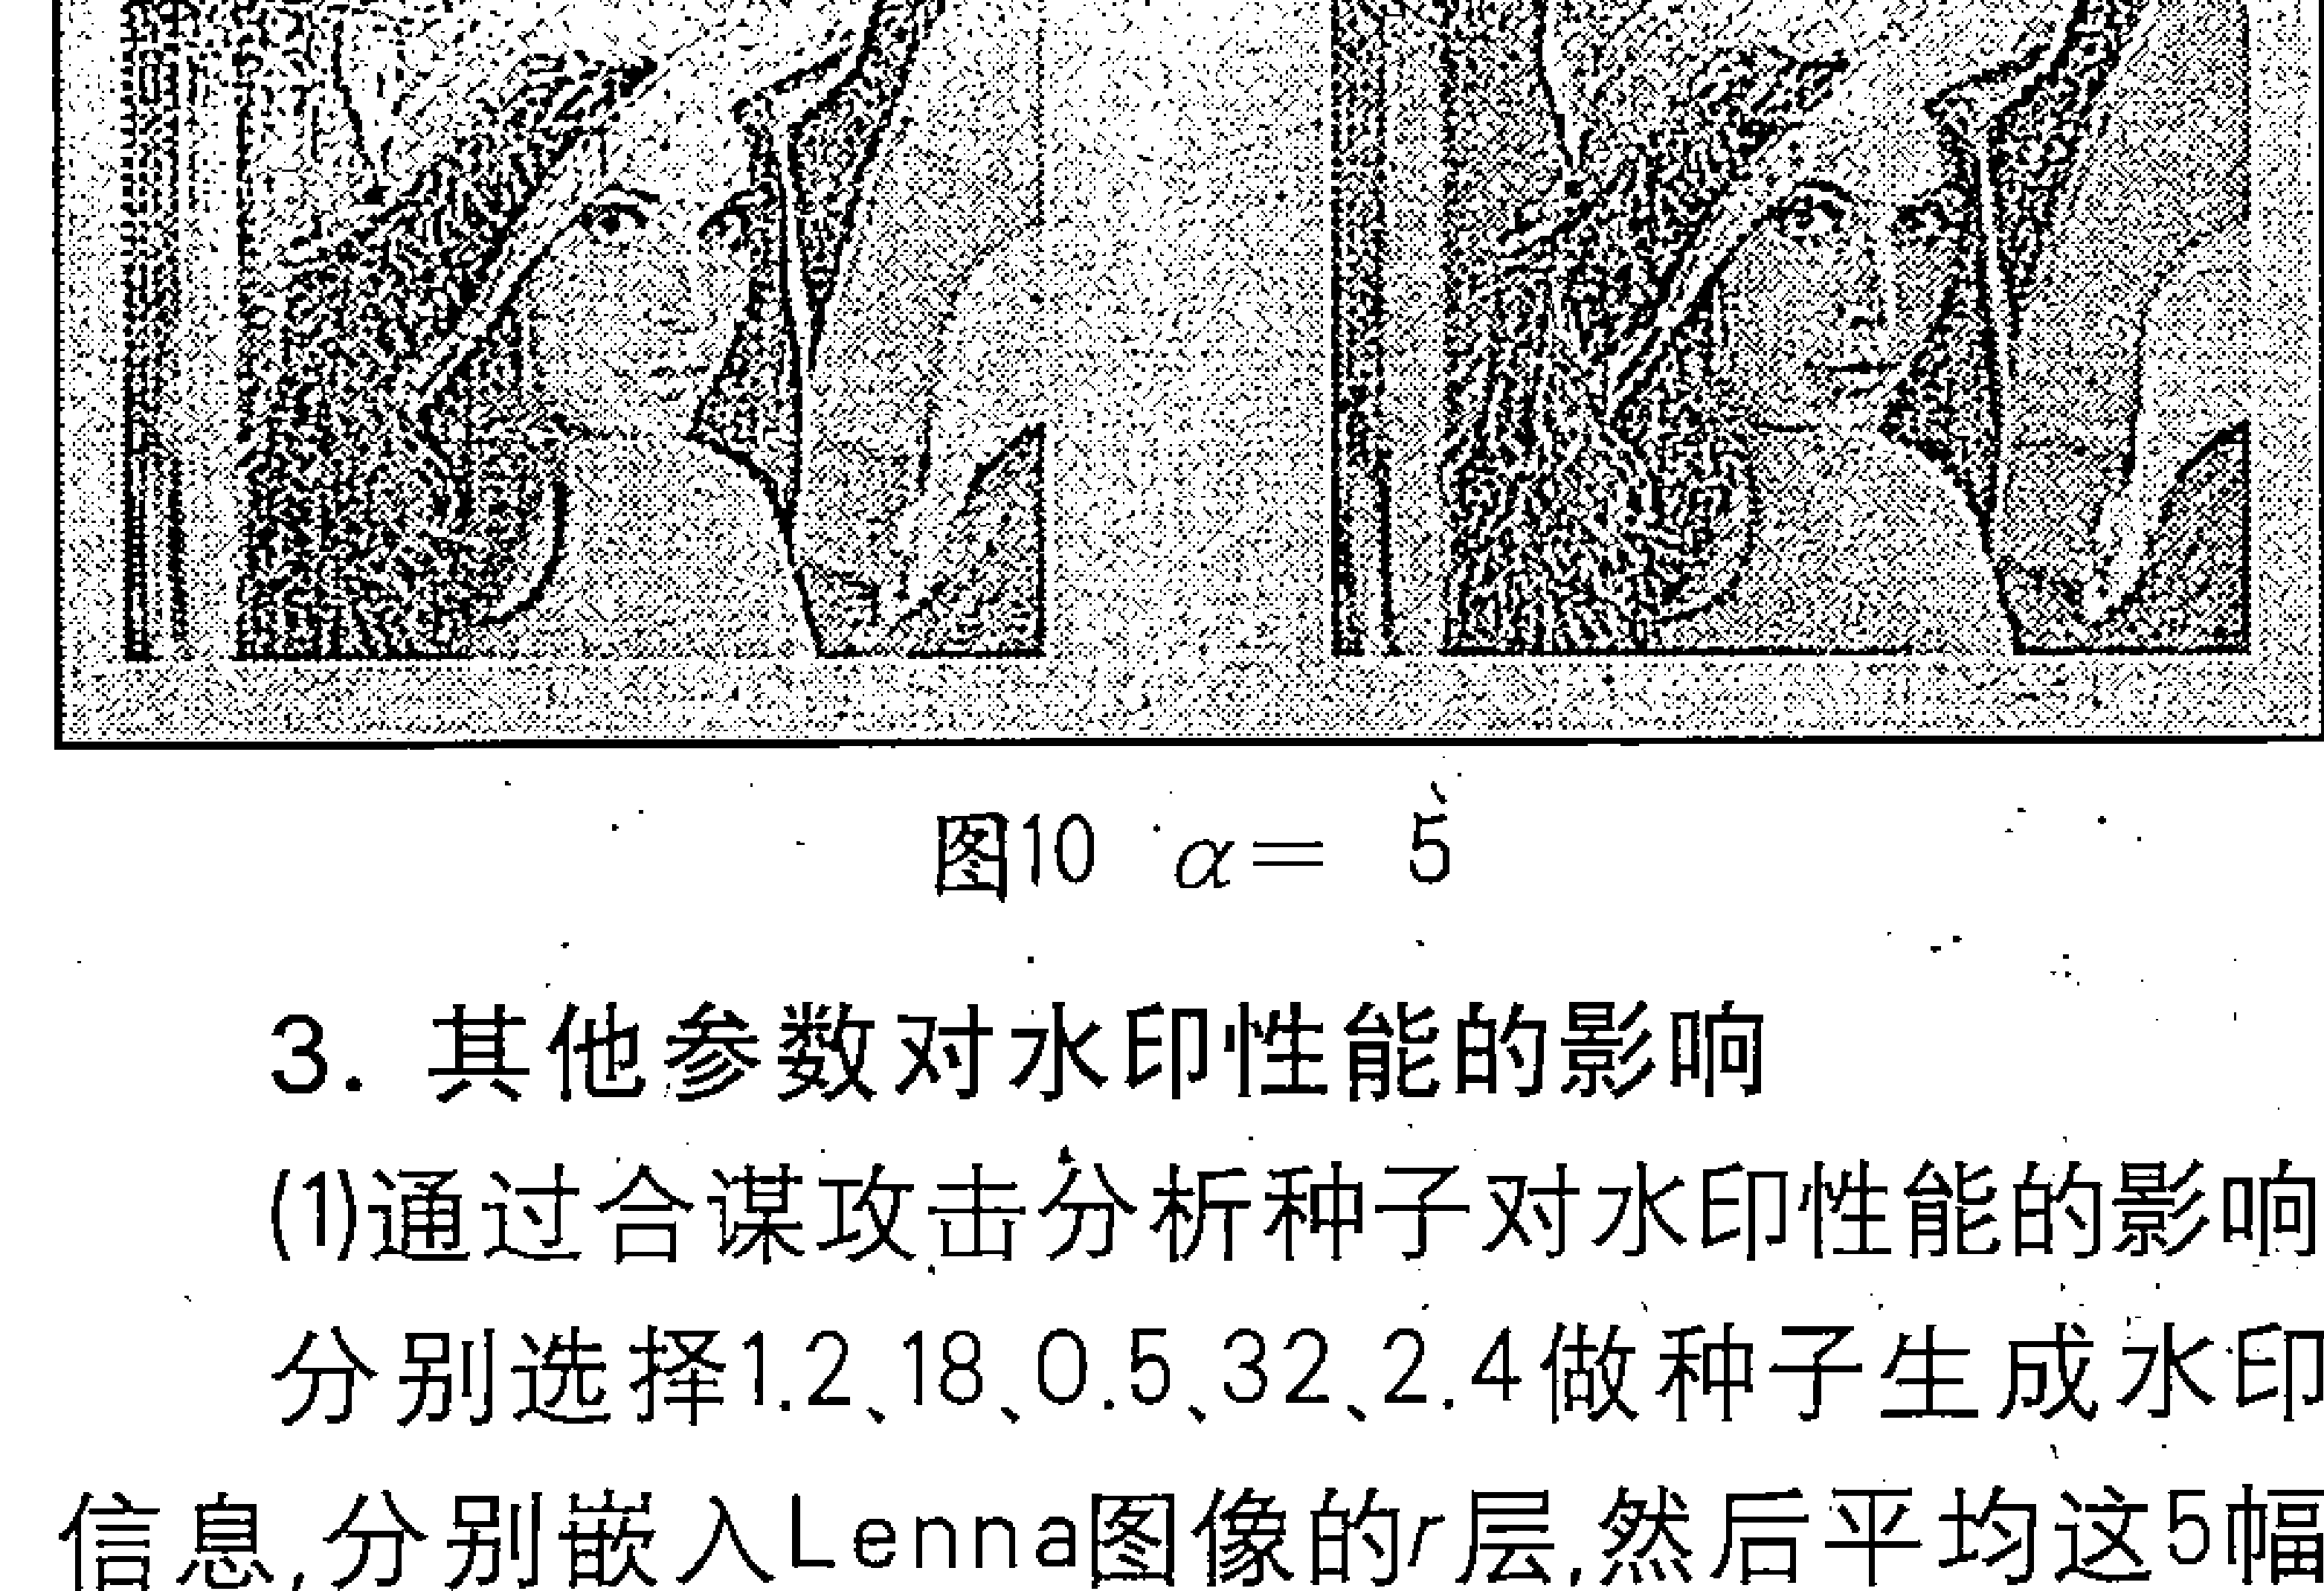 图10 α= 5
3. 其他参数对水印性能的影响
(1)通过合谋攻击分析种子对水印性能的影响
分别选择1.2、18、0.5、32、2.4做种子生成水印
信息,分别嵌入Lenna图像的r层,然后平均这5幅